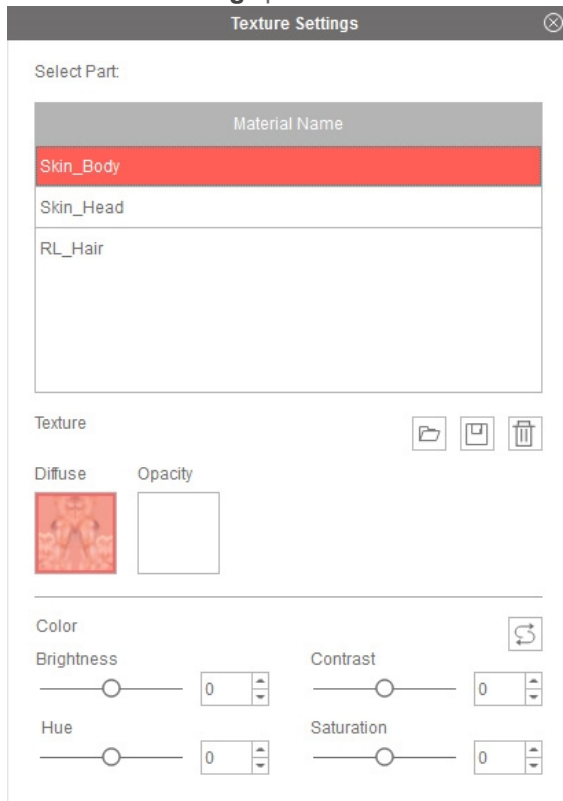 Texture Settings
Select Part:
Material Name
Skin_Body
Skin_Head
RL_Hair
Texture
Diffuse Opacity
Color
Brightness Contrast
0 0
Hue Saturation
0 0